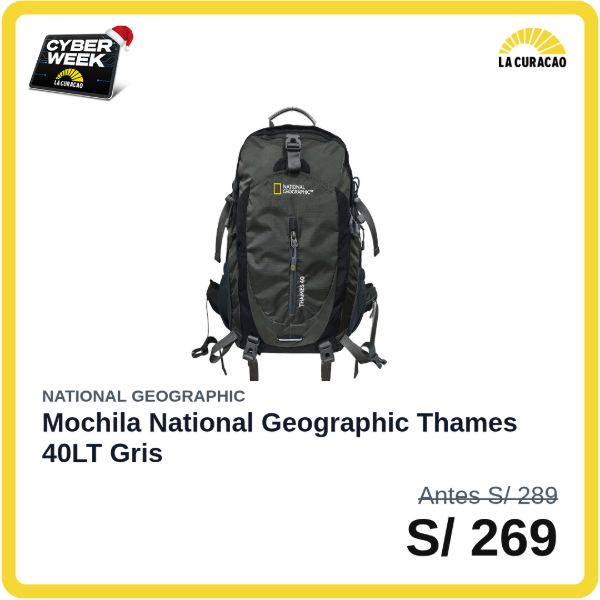 CYBER
WEEK
LA CURACAO
LA CURACAO
NATIONAL
GEOGRAPHIC™
THAMES 40
NATIONAL GEOGRAPHIC
Mochila National Geographic Thames
40LT Gris
Antes S/ 289
S/ 269